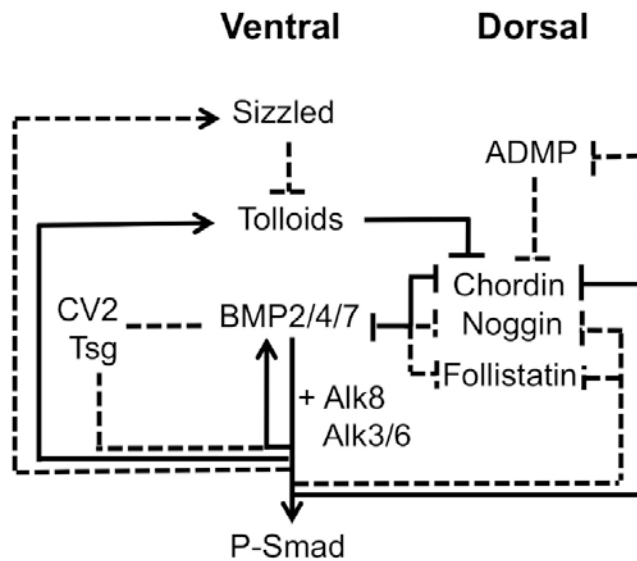 Ventral Dorsal
Sizzled
ADMP
Tolloids
Chordin
CV2
BMP2/4/7
Noggin
Tsg
Follistatin
+ Alk8
Alk3/6
P-Smad